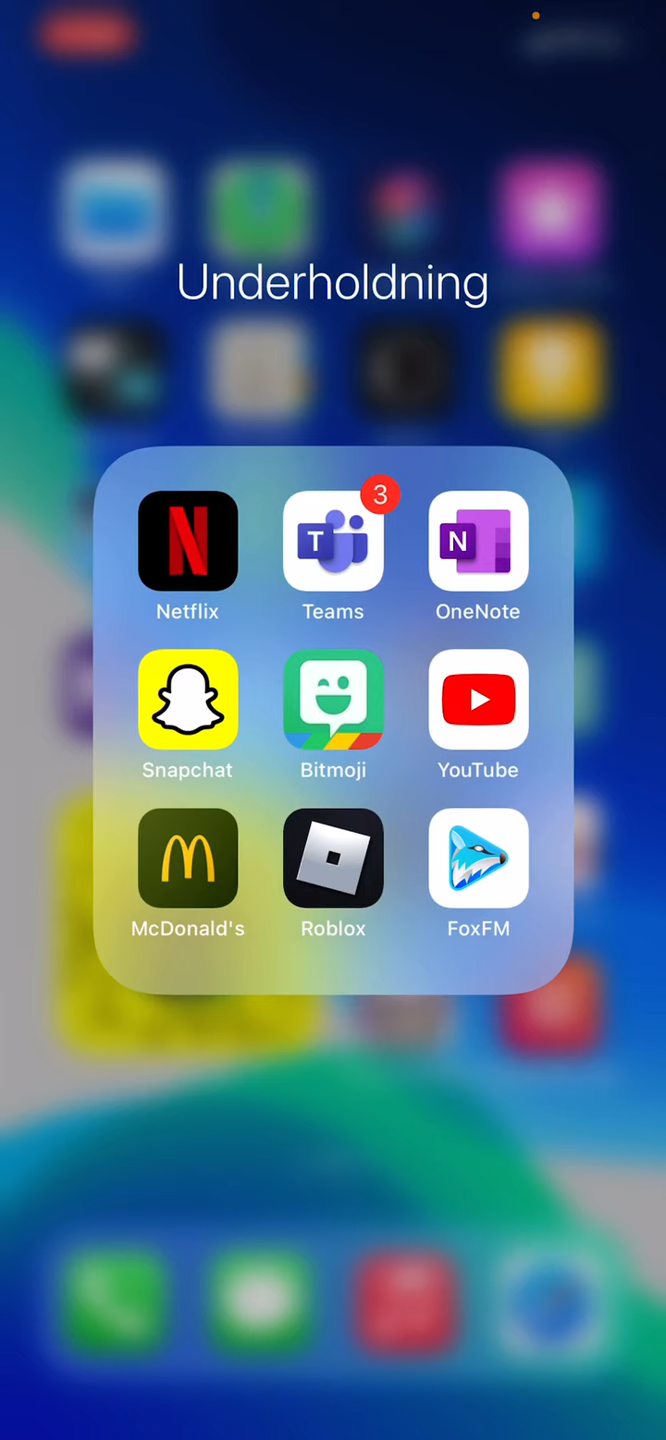 Underholdning
3
Netflix Teams OneNote
Snapchat Bitmoji YouTube
McDonald's Roblox FoxFM